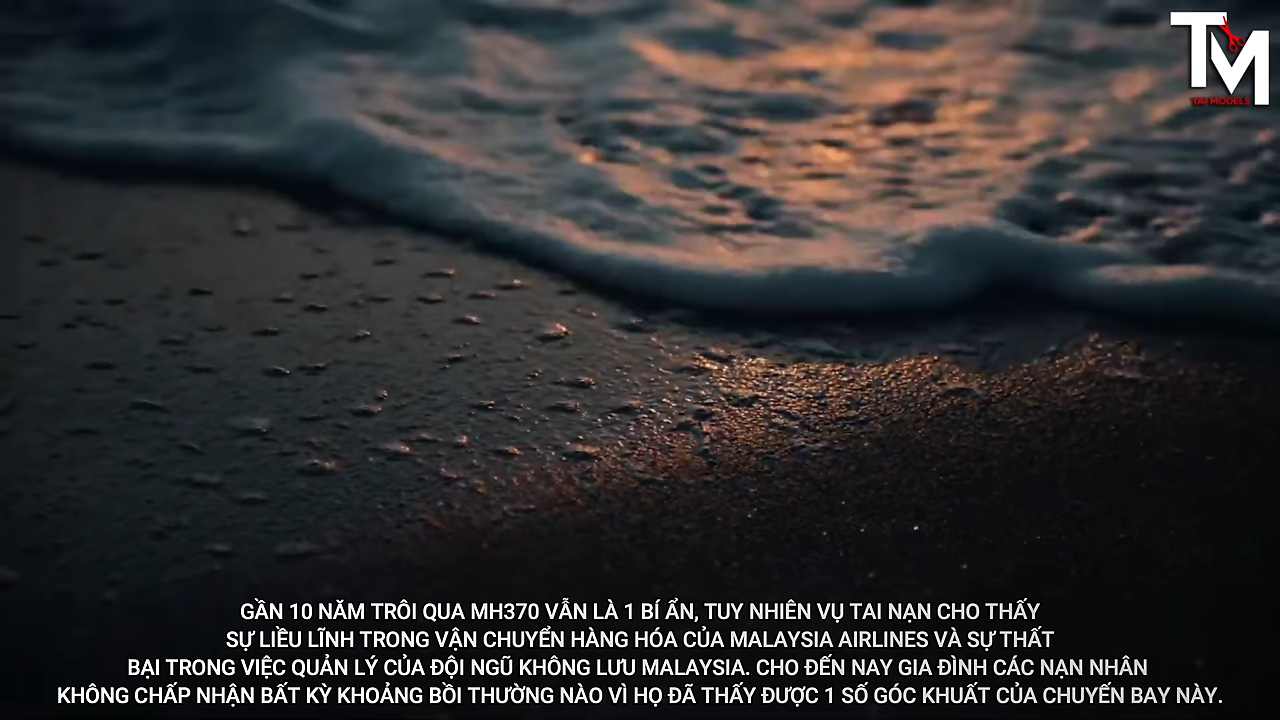 TM
TAI MODELS
GẦN 10 NĂM TRÔI QUA MH370 VẪN LÀ 1 BÍ ẨN, TUY NHIÊN VỤ TAI NẠN CHO THẤY
SỰ LIỀU LĨNH TRONG VẬN CHUYỂN HÀNG HÓA CỦA MALAYSIA AIRLINES VÀ SỰ THẤT
BẠI TRONG VIỆC QUẢN LÝ CỦA ĐỘI NGŨ KHÔNG LƯU MALAYSIA. CHO ĐẾN NAY GIA ĐÌNH CÁC NẠN NHÂN
KHÔNG CHẤP NHẬN BẤT KỲ KHOẢNG BỒI THƯỜNG NÀO VÌ HỌ ĐÃ THẤY ĐƯỢC 1 SỐ GÓC KHUẤT CỦA CHUYẾN BAY NÀY.